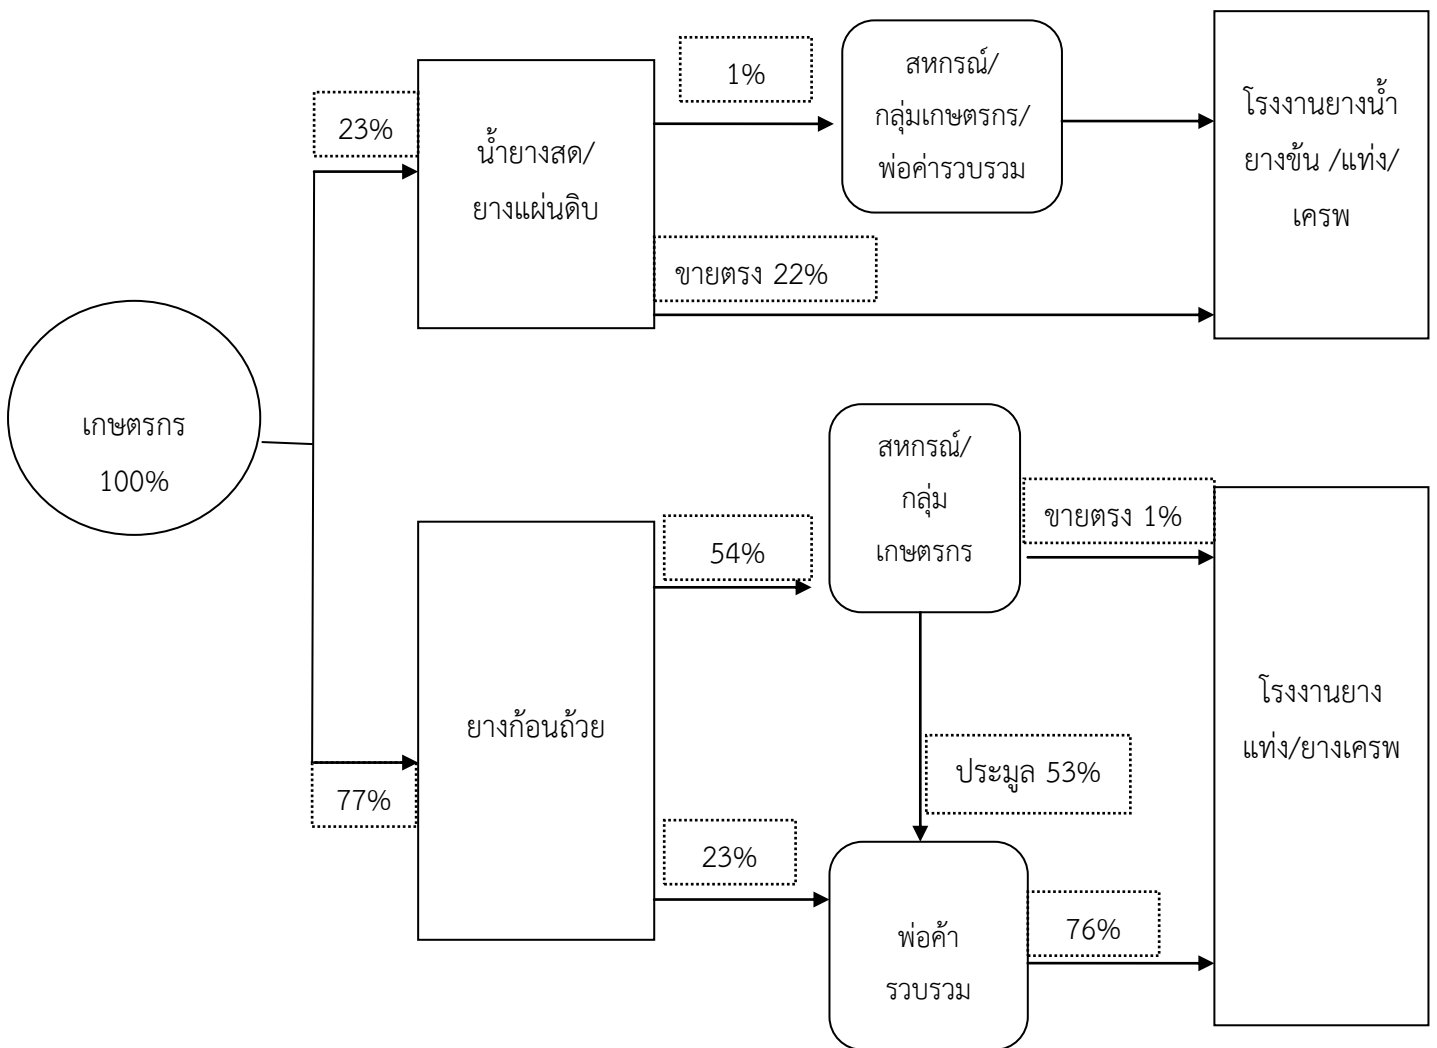 เกษตรกร
100%
23%
น้ำยางสด/
ยางแผ่นดิบ
1%
สหกรณ์/
กลุ่มเกษตรกร/
พ่อค่ารวบรวม
ขายตรง 22%
โรงงานยางน้ำ
ยางข้น /แท่ง/
เครพ
77%
ยางก้อนถ้วย
54%
สหกรณ์/
กลุ่ม
เกษตรกร
ขายตรง 1%
ประมูล 53%
23%
พ่อค้า
รวบรวม
76%
โรงงานยาง
แท่ง/ยางเครพ